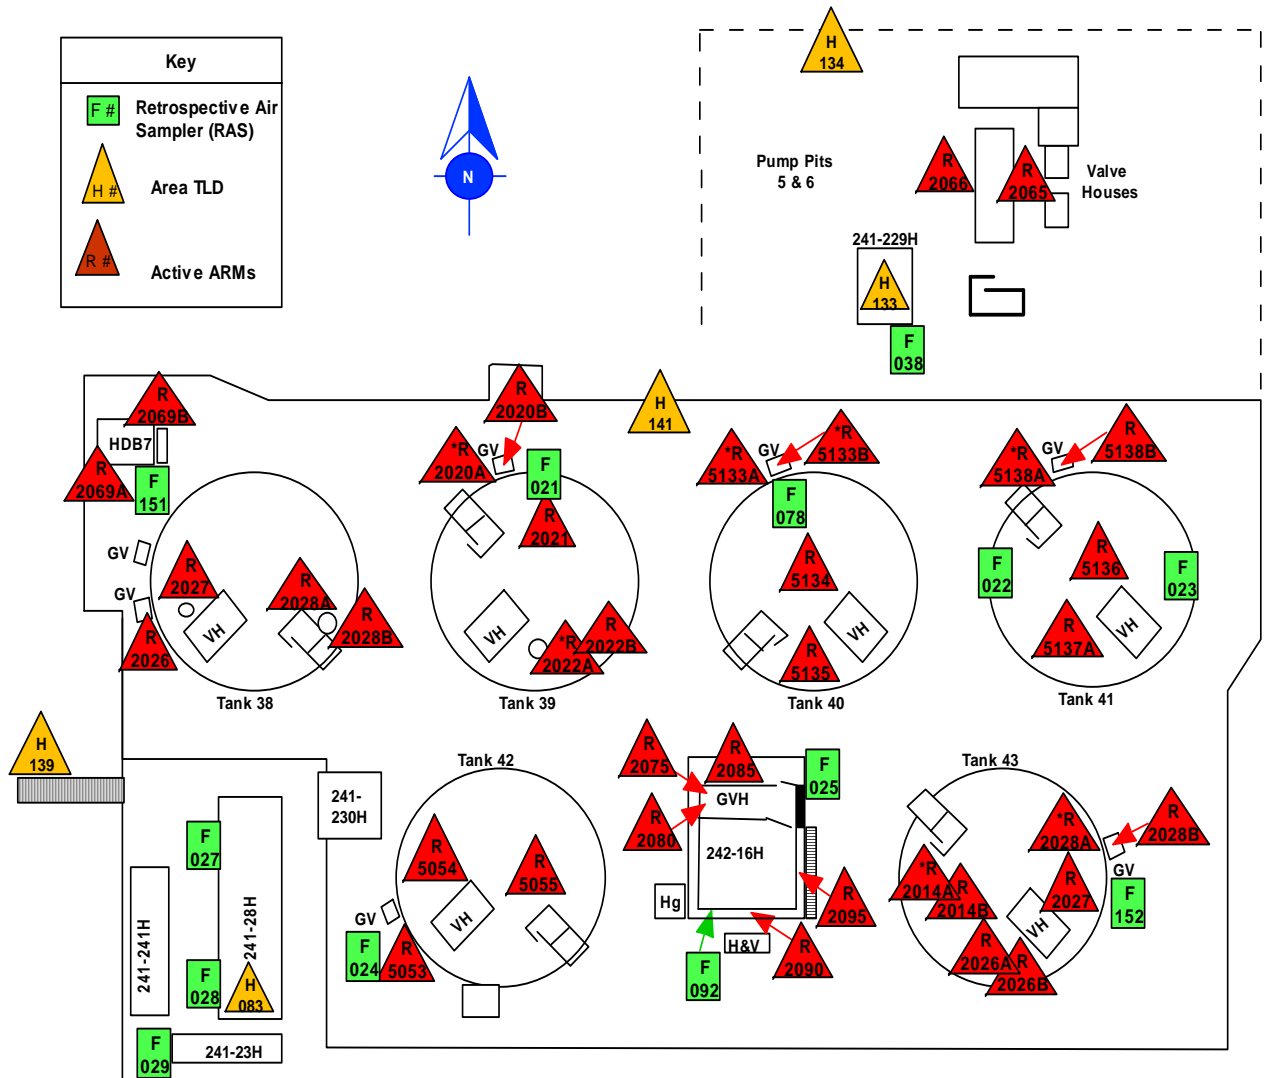 Key
F #
Retrospective Air
Sampler (RAS)
H #
Area TLD
R #
Active ARMs
N
H
134
Pump Pits
5 & 6
R
2066
R
2065
Valve
Houses
241-229H
H
133
F
038
R
2069B
HDB7
R
2069A
F
151
R
2020B
*R
2020A
GV
F
021
R
2021
H
141
*R
5133A
GV
*R
5133B
F
078
*R
5138A
GV
R
5138B
GV
GV
R
2027
R
2028A
R
2028B
R
2026
VH
Tank 38
VH
*R
2022A
R
2022B
Tank 39
R
5134
R
5135
VH
Tank 40
F
022
R
5136
F
023
R
5137A
VH
Tank 41
H
139
241-
230H
F
027
F
028
241-241H
241-28H
H
083
F
029
241-23H
Tank 42
R
5054
R
5055
VH
GV
F
024
R
5053
R
2075
R
2085
F
025
GVH
R
2080
242-16H
Hg
R
2095
H&V
F
092
R
2090
Tank 43
*R
2028A
R
2028B
GV
*R
2014A
R
2014B
R
2027
F
152
VH
R
2026A
R
2026B